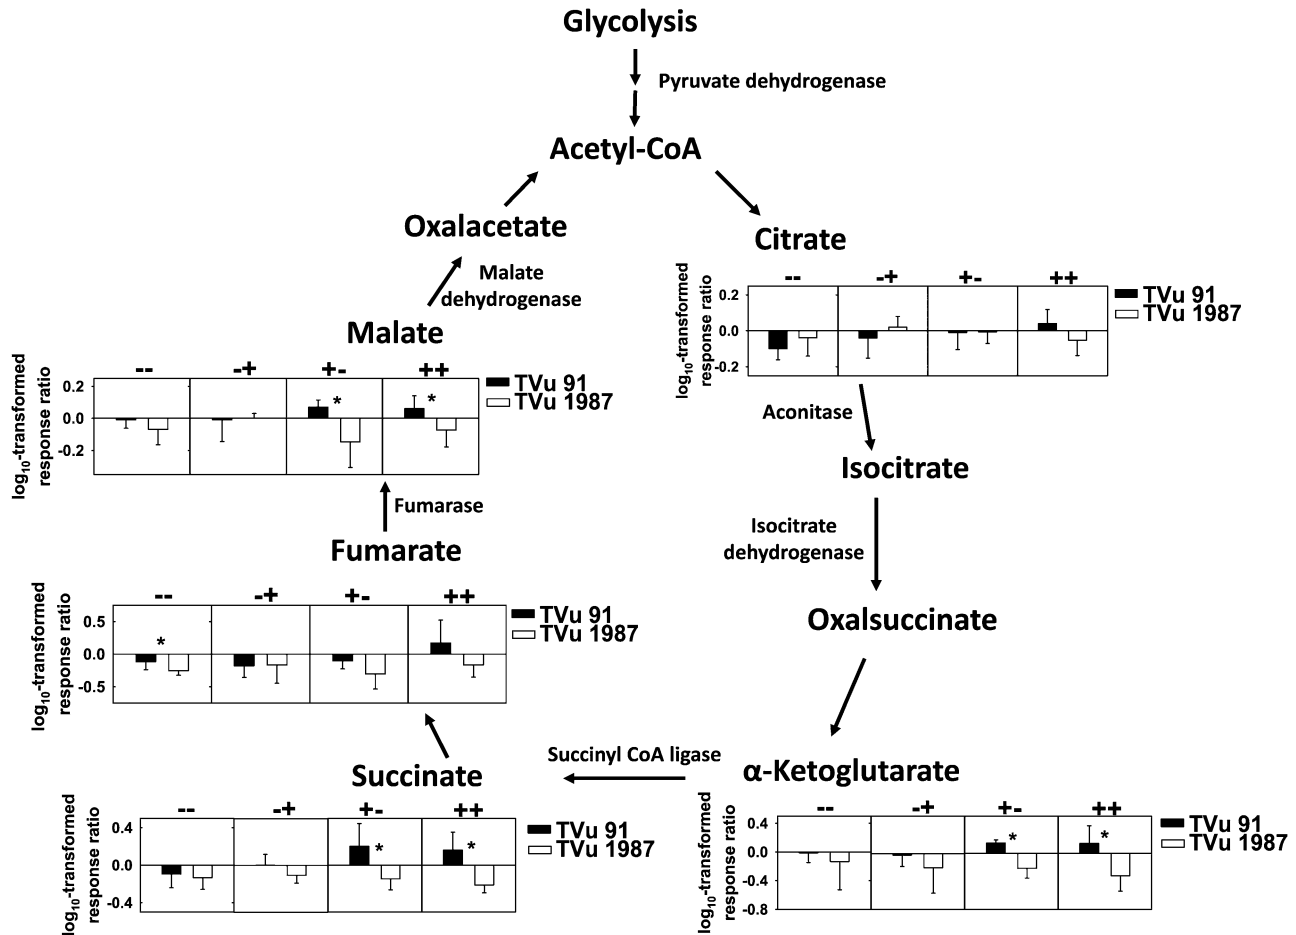 Glycolysis
Pyruvate dehydrogenase
Acetyl-CoA
Oxalacetate
Citrate
Malate
dehydrogenase
-- -+ +- ++
log10-transformed
response ratio
0.2
0.0
-0.2
TVu 91
TVu 1987
Malate
-- -+ +- ++
log10-transformed
response ratio
0.2
0.0
-0.2
* *
TVu 91
TVu 1987
Aconitase
Isocitrate
Fumarase
Isocitrate
dehydrogenase
Fumarate
-- -+ +- ++
log10-transformed
response ratio
0.5
0.0
-0.5
*
TVu 91
TVu 1987
Oxalsuccinate
Succinyl CoA ligase
Succinate
α-Ketoglutarate
-- -+ +- ++
log10-transformed
response ratio
0.4
0.0
-0.4
* *
TVu 91
TVu 1987
-- -+ +- ++
log10-transformed
response ratio
0.4
0.0
-0.4
-0.8
* *
TVu 91
TVu 1987